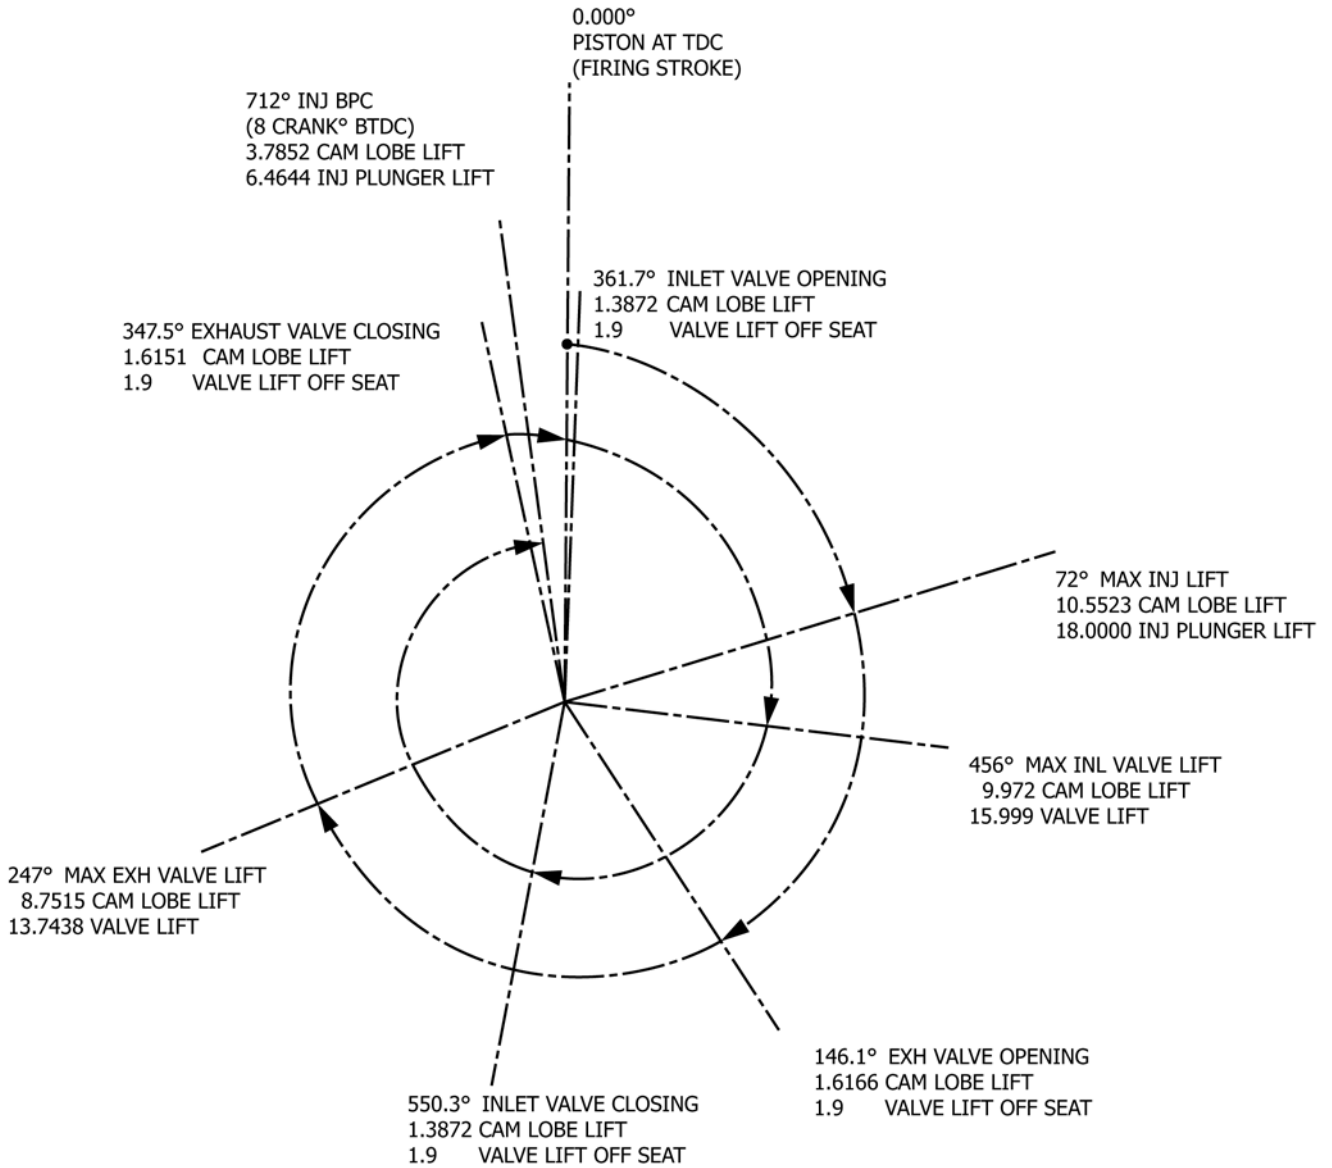 0.000°
PISTON AT TDC
(FIRING STROKE)
712° INJ BPC
(8 CRANK° BTDC)
3.7852 CAM LOBE LIFT
6.4644 INJ PLUNGER LIFT
361.7° INLET VALVE OPENING
1.3872 CAM LOBE LIFT
1.9 VALVE LIFT OFF SEAT
347.5° EXHAUST VALVE CLOSING
1.6151 CAM LOBE LIFT
1.9 VALVE LIFT OFF SEAT
72° MAX INJ LIFT
10.5523 CAM LOBE LIFT
18.0000 INJ PLUNGER LIFT
456° MAX INL VALVE LIFT
9.972 CAM LOBE LIFT
15.999 VALVE LIFT
247° MAX EXH VALVE LIFT
8.7515 CAM LOBE LIFT
13.7438 VALVE LIFT
146.1° EXH VALVE OPENING
1.6166 CAM LOBE LIFT
1.9 VALVE LIFT OFF SEAT
550.3° INLET VALVE CLOSING
1.3872 CAM LOBE LIFT
1.9 VALVE LIFT OFF SEAT